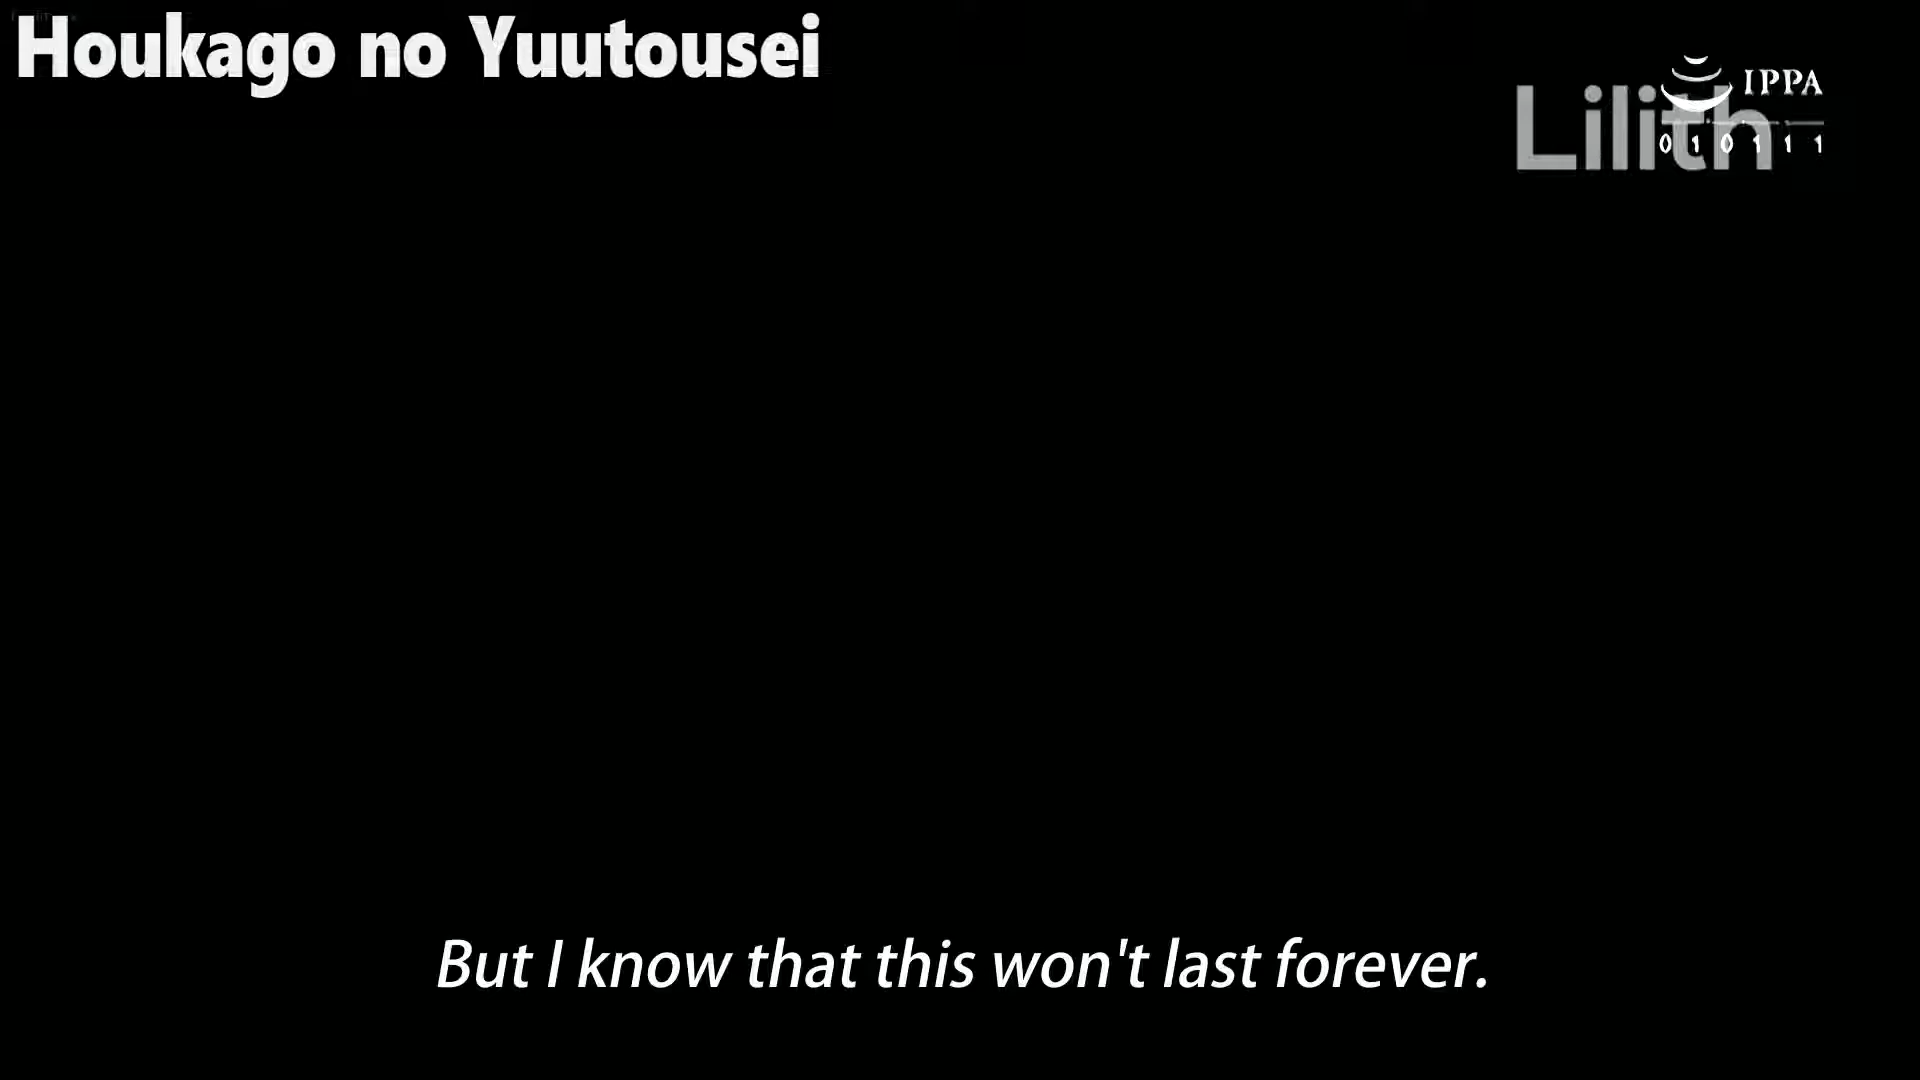 Houkago no Yuutousei
IPPA
Lilith
010111
But I know that this won't last forever.